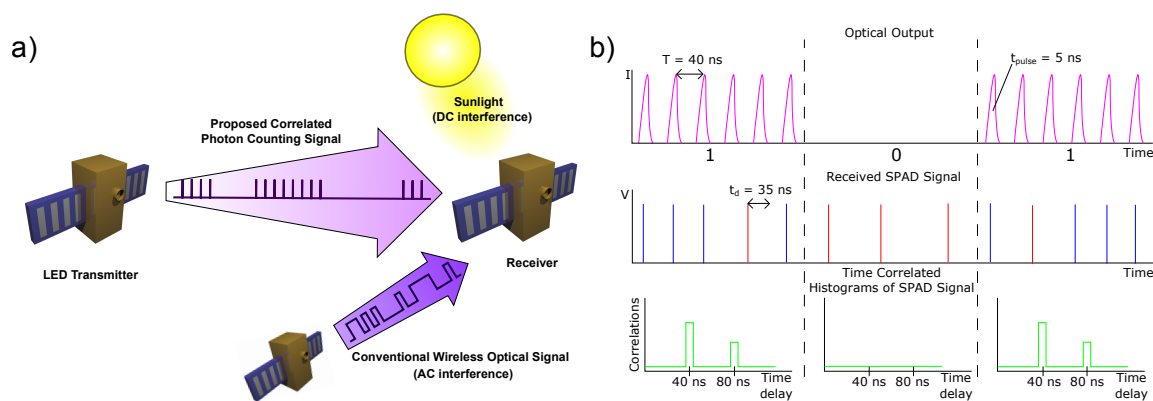 a)
Sunlight
(DC interference)
Proposed Correlated
Photon Counting Signal
LED Transmitter
Receiver
Conventional Wireless Optical Signal
(AC interference)
b)
Optical Output
I
T = 40 ns
tpulse = 5 ns
1
0
1
Time
Received SPAD Signal
V
td = 35 ns
Time
Time Correlated
Histograms of SPAD Signal
Correlations
40 ns
80 ns
Time
delay
40 ns
80 ns
Time
delay
40 ns
80 ns
Time
delay